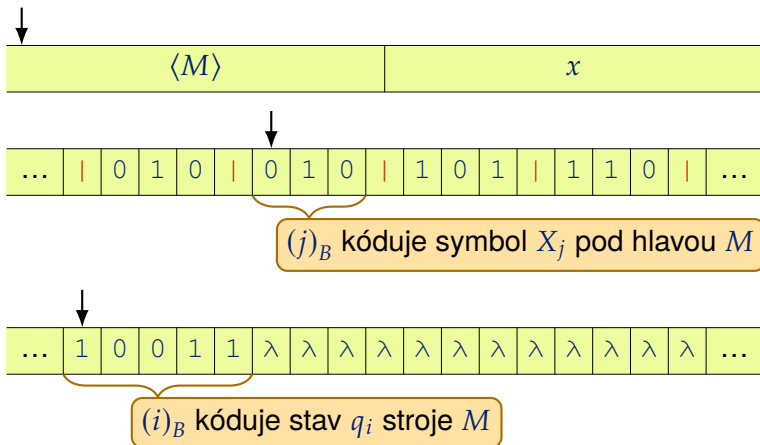 ⟨M⟩ x
... | 0 1 0 | 0 1 0 | 1 0 1 | 1 1 0 | ...
(j)_B kóduje symbol X_j pod hlavou M
... 1 0 0 1 1 λ λ λ λ λ λ λ λ λ λ λ λ ...
(i)_B kóduje stav q_i stroje M